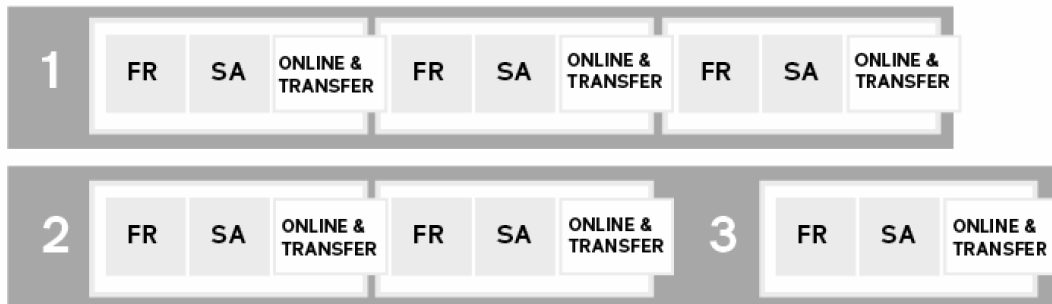 1 FR SA ONLINE & TRANSFER FR SA ONLINE & TRANSFER FR SA ONLINE & TRANSFER
2 FR SA ONLINE & TRANSFER FR SA ONLINE & TRANSFER 3 FR SA ONLINE & TRANSFER